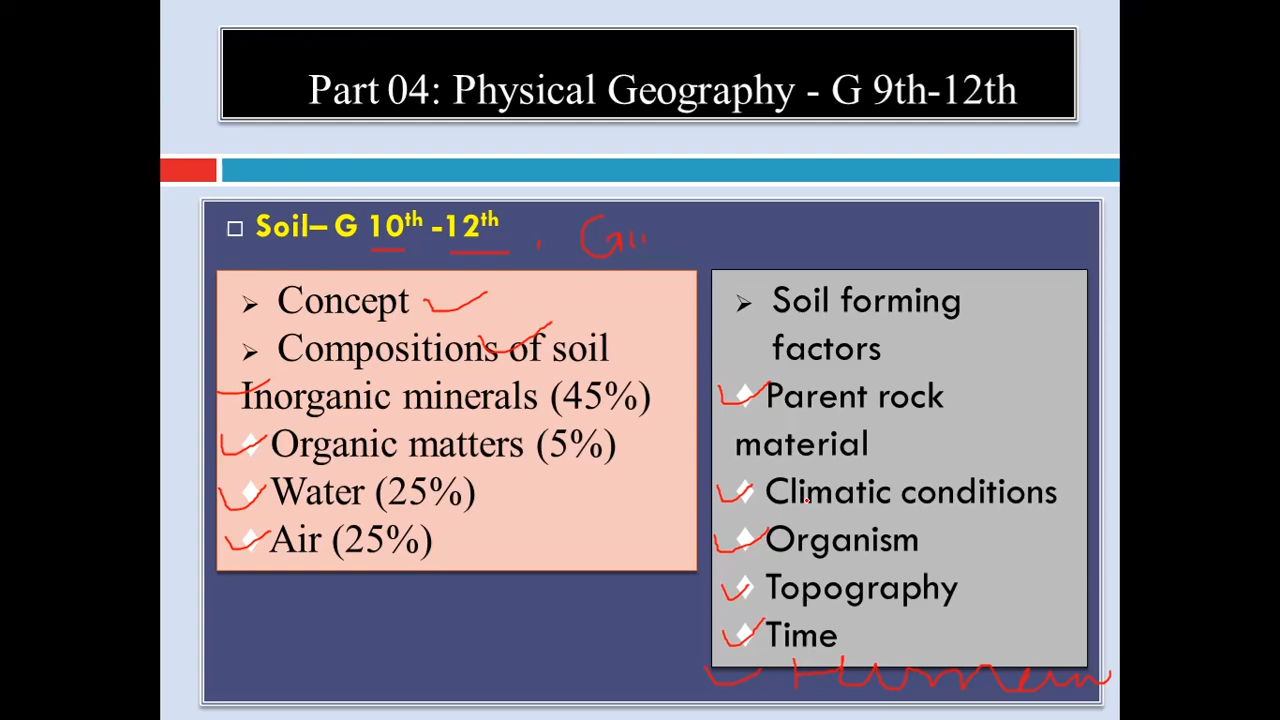 Part 04: Physical Geography - G 9th-12th
Soil– G 10th -12th
Concept
Compositions of soil
Inorganic minerals (45%)
Organic matters (5%)
Water (25%)
Air (25%)
Soil forming
factors
Parent rock
material
Climatic conditions
Organism
Topography
Time
Human